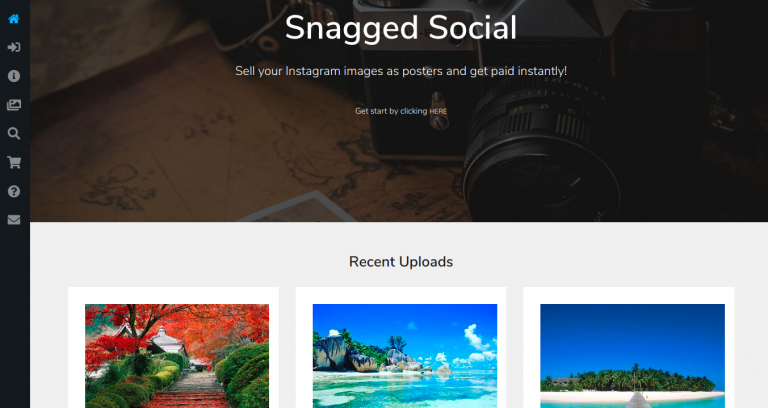 Snagged Social
Sell your Instagram images as posters and get paid instantly!
Get start by clicking HERE
Recent Uploads